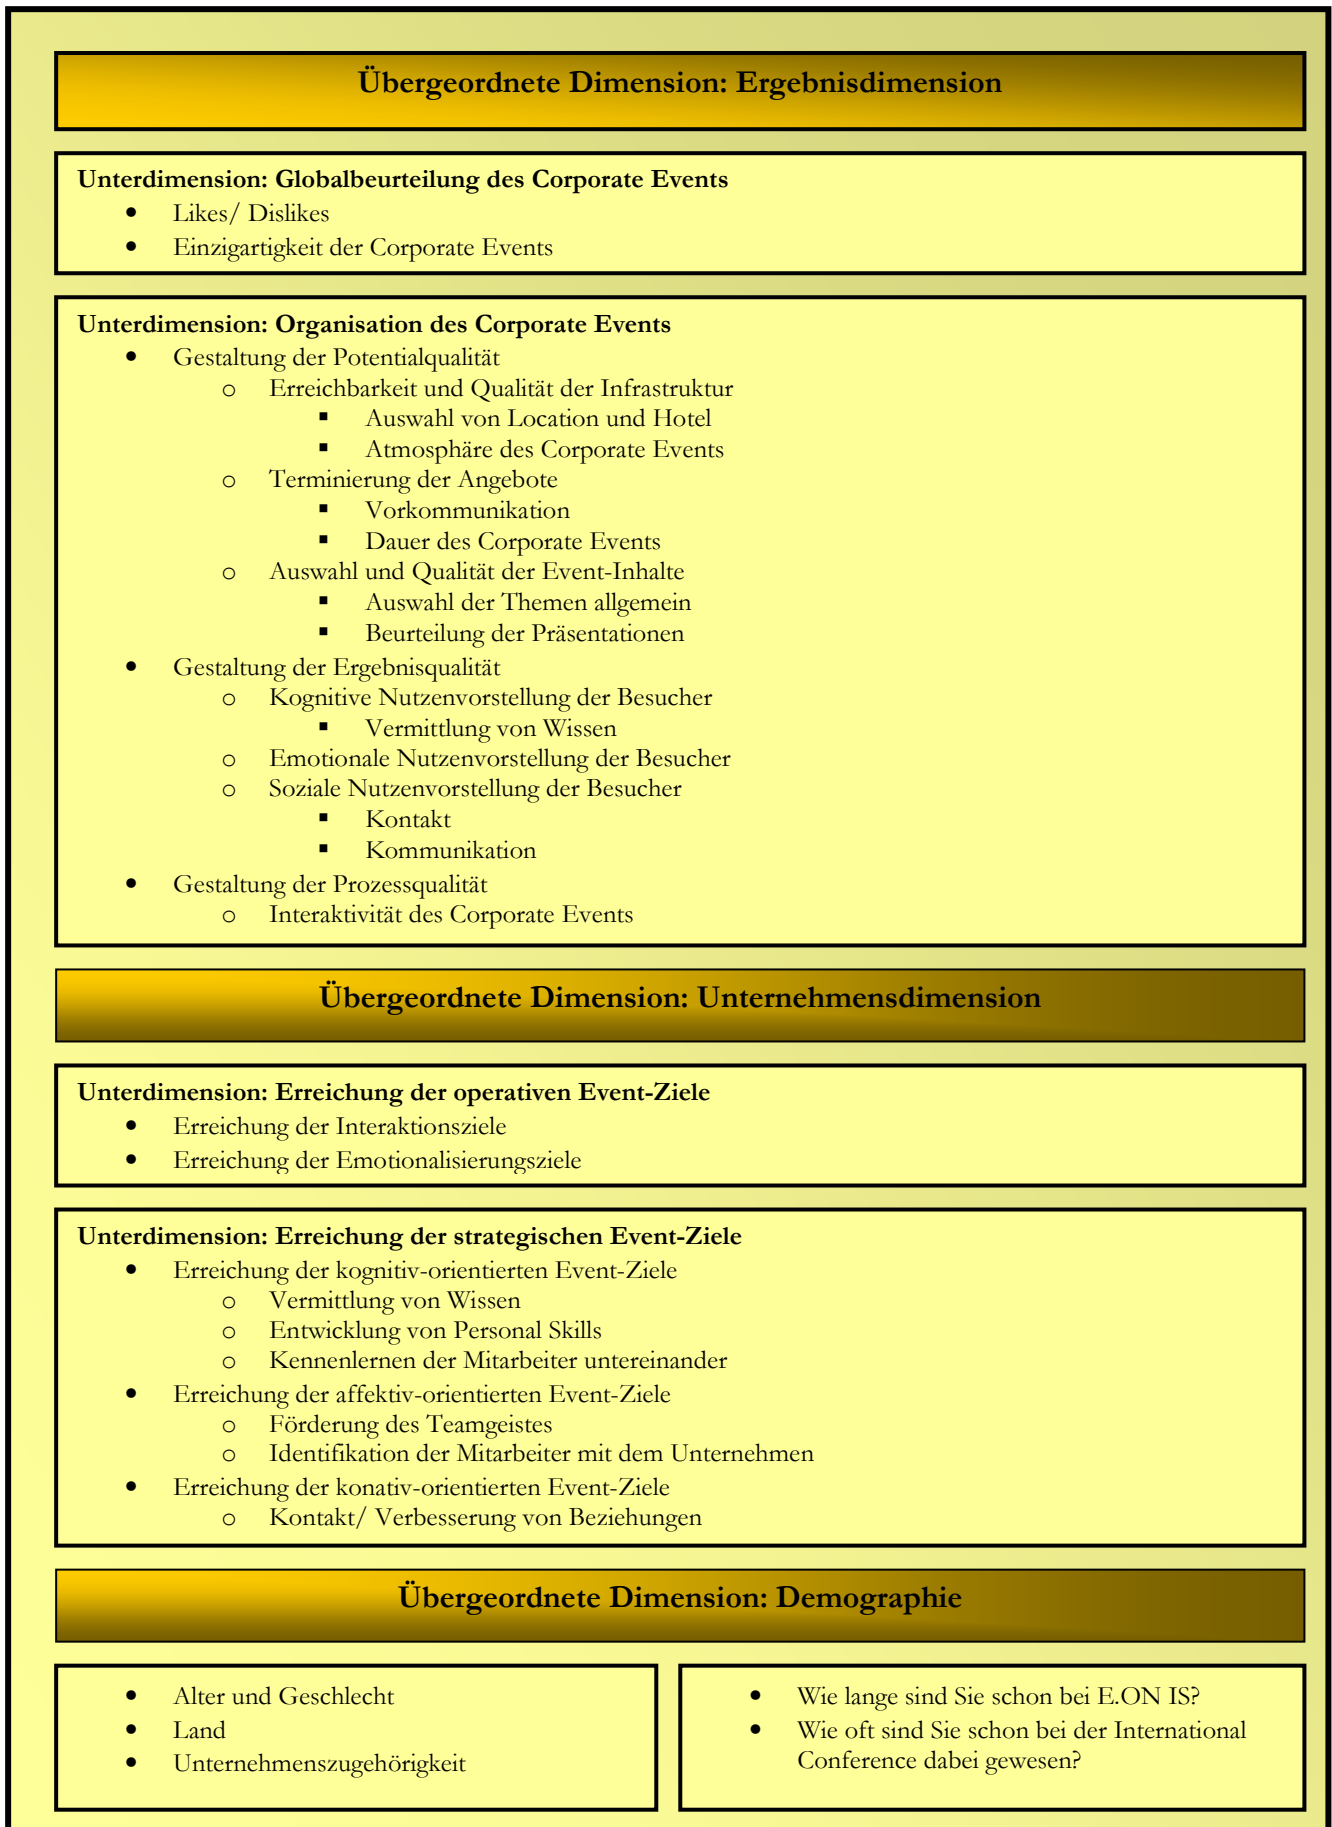 Übergeordnete Dimension: Ergebnisdimension
Unterdimension: Globalbeurteilung des Corporate Events
• Likes/ Dislikes
• Einzigartigkeit der Corporate Events
Unterdimension: Organisation des Corporate Events
• Gestaltung der Potentialqualität
o Erreichbarkeit und Qualität der Infrastruktur
▪ Auswahl von Location und Hotel
▪ Atmosphäre des Corporate Events
o Terminierung der Angebote
▪ Vorkommunikation
▪ Dauer des Corporate Events
o Auswahl und Qualität der Event-Inhalte
▪ Auswahl der Themen allgemein
▪ Beurteilung der Präsentationen
• Gestaltung der Ergebnisqualität
o Kognitive Nutzenvorstellung der Besucher
▪ Vermittlung von Wissen
o Emotionale Nutzenvorstellung der Besucher
o Soziale Nutzenvorstellung der Besucher
▪ Kontakt
▪ Kommunikation
• Gestaltung der Prozessqualität
o Interaktivität des Corporate Events
Übergeordnete Dimension: Unternehmensdimension
Unterdimension: Erreichung der operativen Event-Ziele
• Erreichung der Interaktionsziele
• Erreichung der Emotionalisierungsziele
Unterdimension: Erreichung der strategischen Event-Ziele
• Erreichung der kognitiv-orientierten Event-Ziele
o Vermittlung von Wissen
o Entwicklung von Personal Skills
o Kennenlernen der Mitarbeiter untereinander
• Erreichung der affektiv-orientierten Event-Ziele
o Förderung des Teamgeistes
o Identifikation der Mitarbeiter mit dem Unternehmen
• Erreichung der konativ-orientierten Event-Ziele
o Kontakt/ Verbesserung von Beziehungen
Übergeordnete Dimension: Demographie
• Alter und Geschlecht
• Land
• Unternehmenszugehörigkeit
• Wie lange sind Sie schon bei E.ON IS?
• Wie oft sind Sie schon bei der International
Conference dabei gewesen?